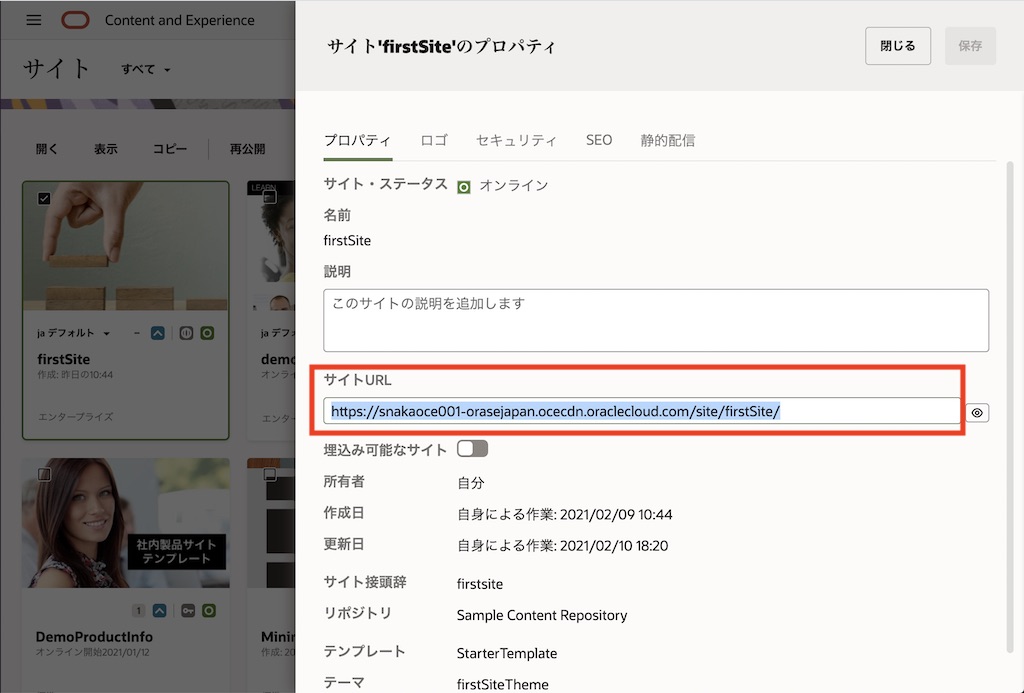 Content and Experience
サイト すべて
開く 表示 コピー 再公開
LEARN
ja デフォルト
firstSite
作成: 昨日の10:44
エンタープライズ
ja
demo
社内製品サイト
テンプレート
1
DemoProductInfo
オンライン開始2021/01/12
サイト'firstSite'のプロパティ
閉じる 保存
プロパティ ロゴ セキュリティ SEO 静的配信
サイト・ステータス オンライン
名前
firstSite
説明
このサイトの説明を追加します
サイトURL
https://snakaoce001-orasejapan.ocecdn.oraclecloud.com/site/firstSite/
埋込み可能なサイト
所有者 自分
作成日 自身による作業: 2021/02/09 10:44
更新日 自身による作業: 2021/02/10 18:20
サイト接頭辞 firstsite
リポジトリ Sample Content Repository
テンプレート StarterTemplate
テーマ firstSiteTheme